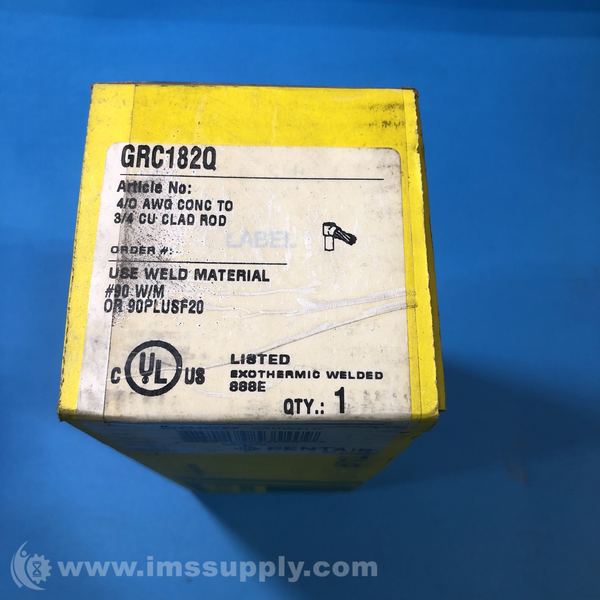 GRC182Q
Article No:
4/0 AWG CONC TO
3/4 CU CLAD ROD
LABEL
ORDER #:
USE WELD MATERIAL
#90 W/M
OR 90PLUSF20
C UL US
LISTED
EXOTHERMIC WELDED
888E
QTY.: 1
PENTAIR
www.imssupply.com